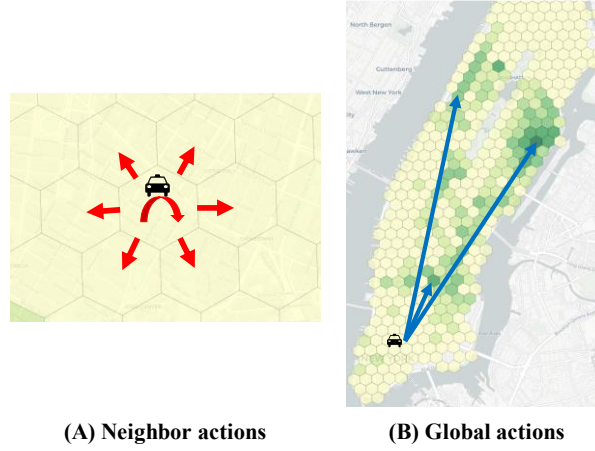 North Bergen
Guttenberg
West New York
(A) Neighbor actions
(B) Global actions